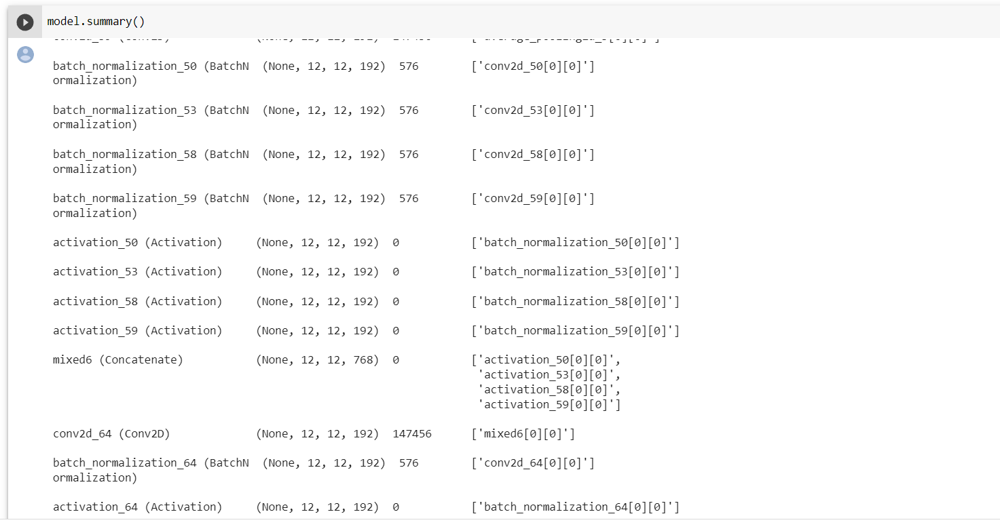 model.summary()
batch_normalization_50 (BatchN  (None, 12, 12, 192)  576        ['conv2d_50[0][0]']
ormalization)
batch_normalization_53 (BatchN  (None, 12, 12, 192)  576        ['conv2d_53[0][0]']
ormalization)
batch_normalization_58 (BatchN  (None, 12, 12, 192)  576        ['conv2d_58[0][0]']
ormalization)
batch_normalization_59 (BatchN  (None, 12, 12, 192)  576        ['conv2d_59[0][0]']
ormalization)
activation_50 (Activation)     (None, 12, 12, 192)  0          ['batch_normalization_50[0][0]']
activation_53 (Activation)     (None, 12, 12, 192)  0          ['batch_normalization_53[0][0]']
activation_58 (Activation)     (None, 12, 12, 192)  0          ['batch_normalization_58[0][0]']
activation_59 (Activation)     (None, 12, 12, 192)  0          ['batch_normalization_59[0][0]']
mixed6 (Concatenate)           (None, 12, 12, 768)  0          ['activation_50[0][0]',
'activation_53[0][0]',
'activation_58[0][0]',
'activation_59[0][0]']
conv2d_64 (Conv2D)             (None, 12, 12, 192)  147456     ['mixed6[0][0]']
batch_normalization_64 (BatchN  (None, 12, 12, 192)  576        ['conv2d_64[0][0]']
ormalization)
activation_64 (Activation)     (None, 12, 12, 192)  0          ['batch_normalization_64[0][0]']